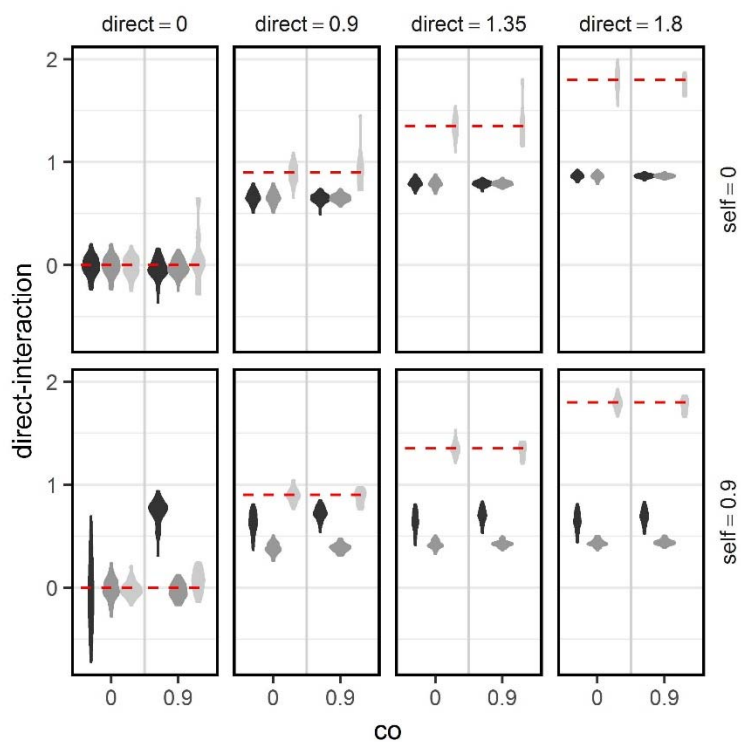 direct = 0
direct = 0.9
direct = 1.35
direct = 1.8
2
1
0
self = 0
direct-interaction
2
1
0
self = 0.9
0
0.9
0
0.9
0
0.9
0
0.9
co